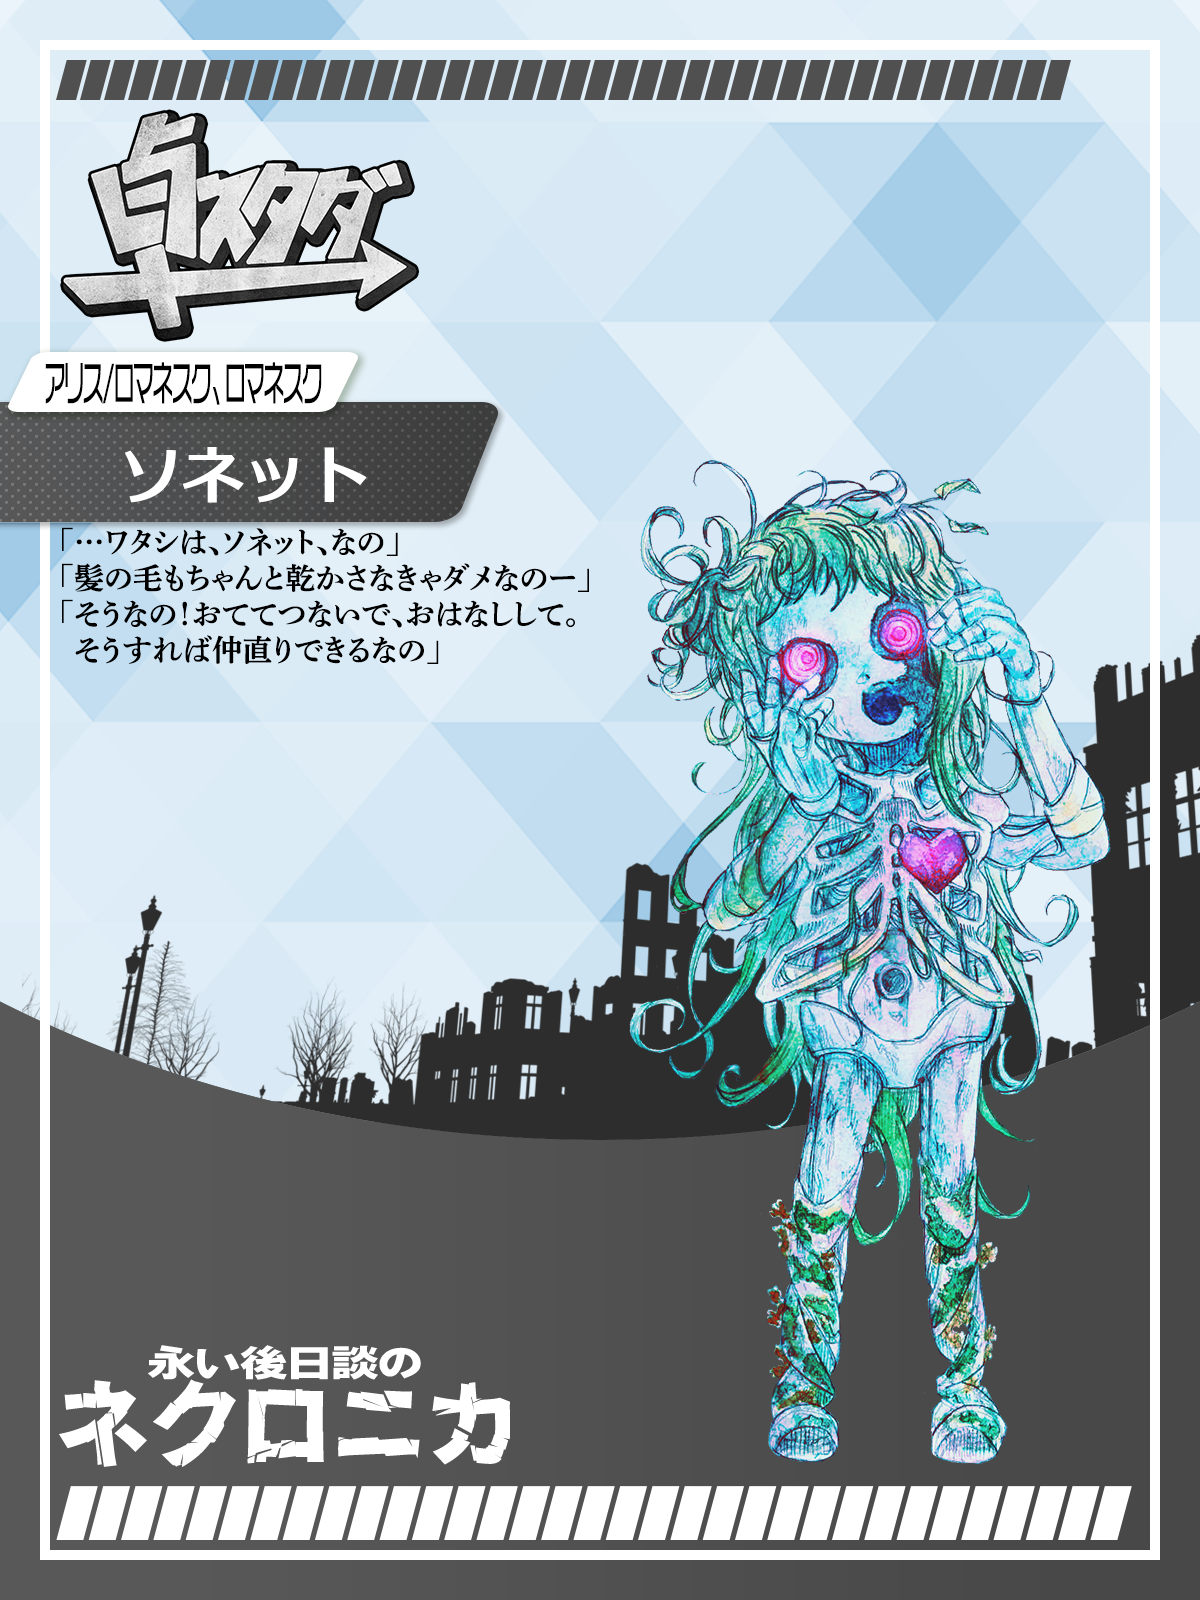 卓スタダ
アリス/ロマネスク、ロマネスク
ソネット
「…ワタシは、ソネット、なの」
「髪の毛もちゃんと乾かさなきゃダメなのー」
「そうなの！おててつないで、おはなしして。
そうすれば仲直りできるなの」
永い後日談の
ネクロニカ